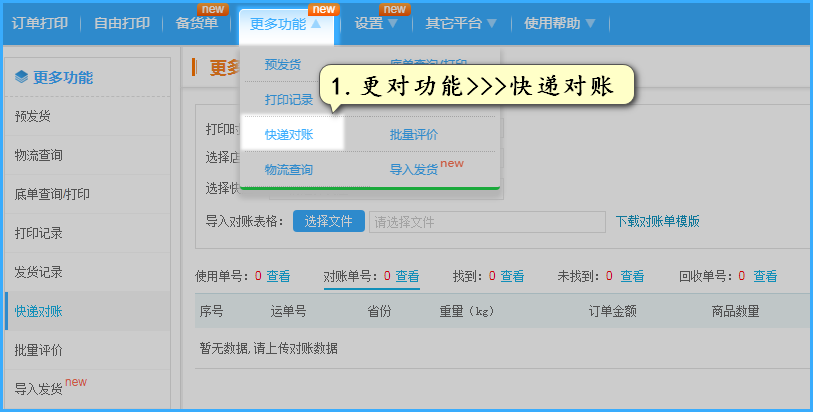 订单打印 自由打印 备货单 new 更多功能 new 设置 new 其它平台 使用帮助
更多功能
预发货
物流查询
底单查询/打印
打印记录
发货记录
快递对账
批量评价
导入发货 new
更多
预发货 底单查询/打印
打印记录
快递对账 批量评价
物流查询 导入发货 new
1.更对功能>>>快递对账
打印时
选择店
选择快
导入对账表格: 选择文件 请选择文件 下载对账单模版
使用单号: 0 查看 对账单号: 0 查看 找到: 0 查看 未找到: 0 查看 回收单号: 0 查看
序号 运单号 省份 重量 (kg) 订单金额 商品数量
暂无数据,请上传对账数据